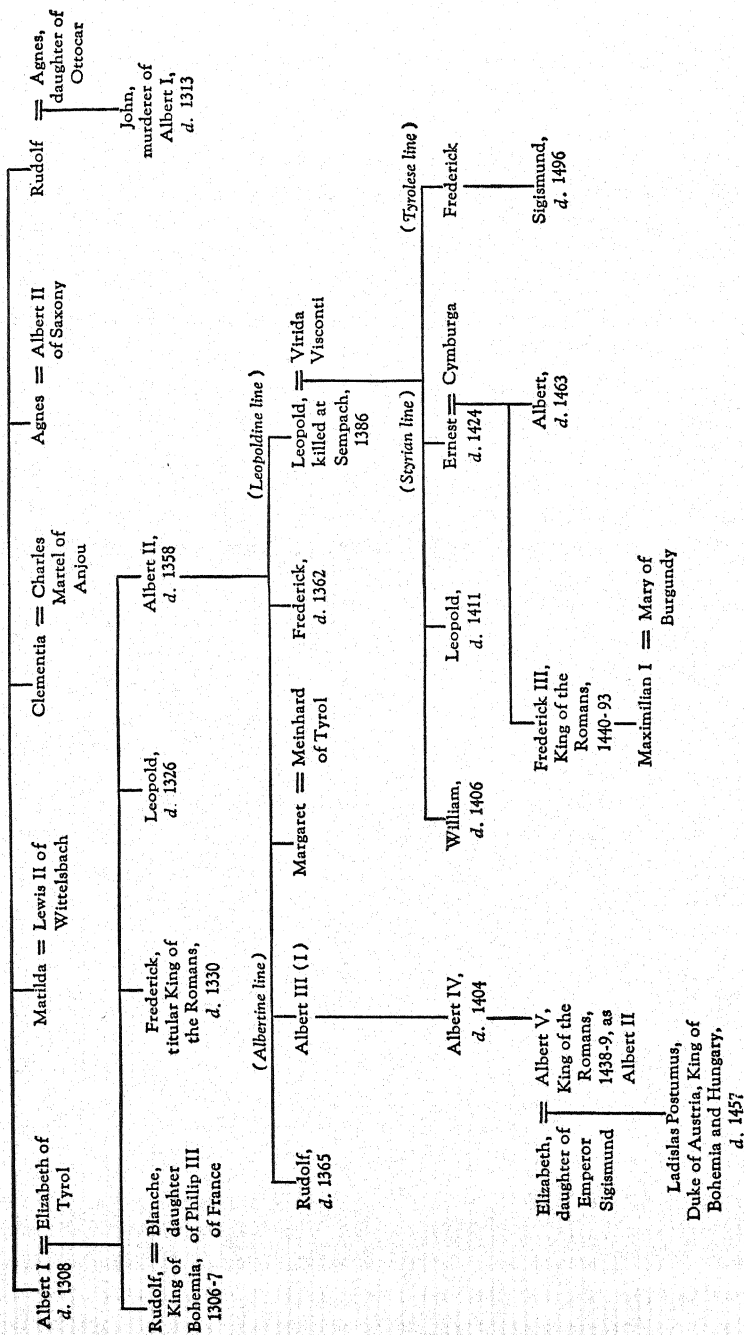 Albert I = Elizabeth of
d. 1308
Tyrol
Matilda = Lewis II of
Wittelsbach
Clementia = Charles
Martel of
Anjou
Agnes = Albert II
of Saxony
Rudolf = Agnes,
daughter of
Ottocar
John,
murderer of
Albert I,
d. 1313
Rudolf, = Blanche,
King of daughter
Bohemia, of Philip III
1306-7 of France
Frederick,
titular King of
the Romans,
d. 1330
Leopold,
d. 1326
Albert II,
d. 1358
(Albertine line)
(Leopoldine line)
Rudolf,
d. 1365
Albert III (I)
Margaret = Meinhard
of Tyrol
Frederick,
d. 1362
Leopold, = Virida
killed at Visconti
Sempach,
1386
(Styrian line)
(Tyrolese line)
Albert IV,
d. 1404
William,
d. 1406
Leopold,
d. 1411
Ernest = Cymburga
d. 1424
Frederick
Elizabeth, = Albert V,
daughter of King of the
Emperor Romans,
Sigismund 1438-9, as
Albert II
Frederick III,
King of the
Romans,
1440-93
Albert,
d. 1463
Sigismund,
d. 1496
Ladislas Postumus,
Duke of Austria, King of
Bohemia and Hungary,
d. 1457
Maximilian I = Mary of
Burgundy